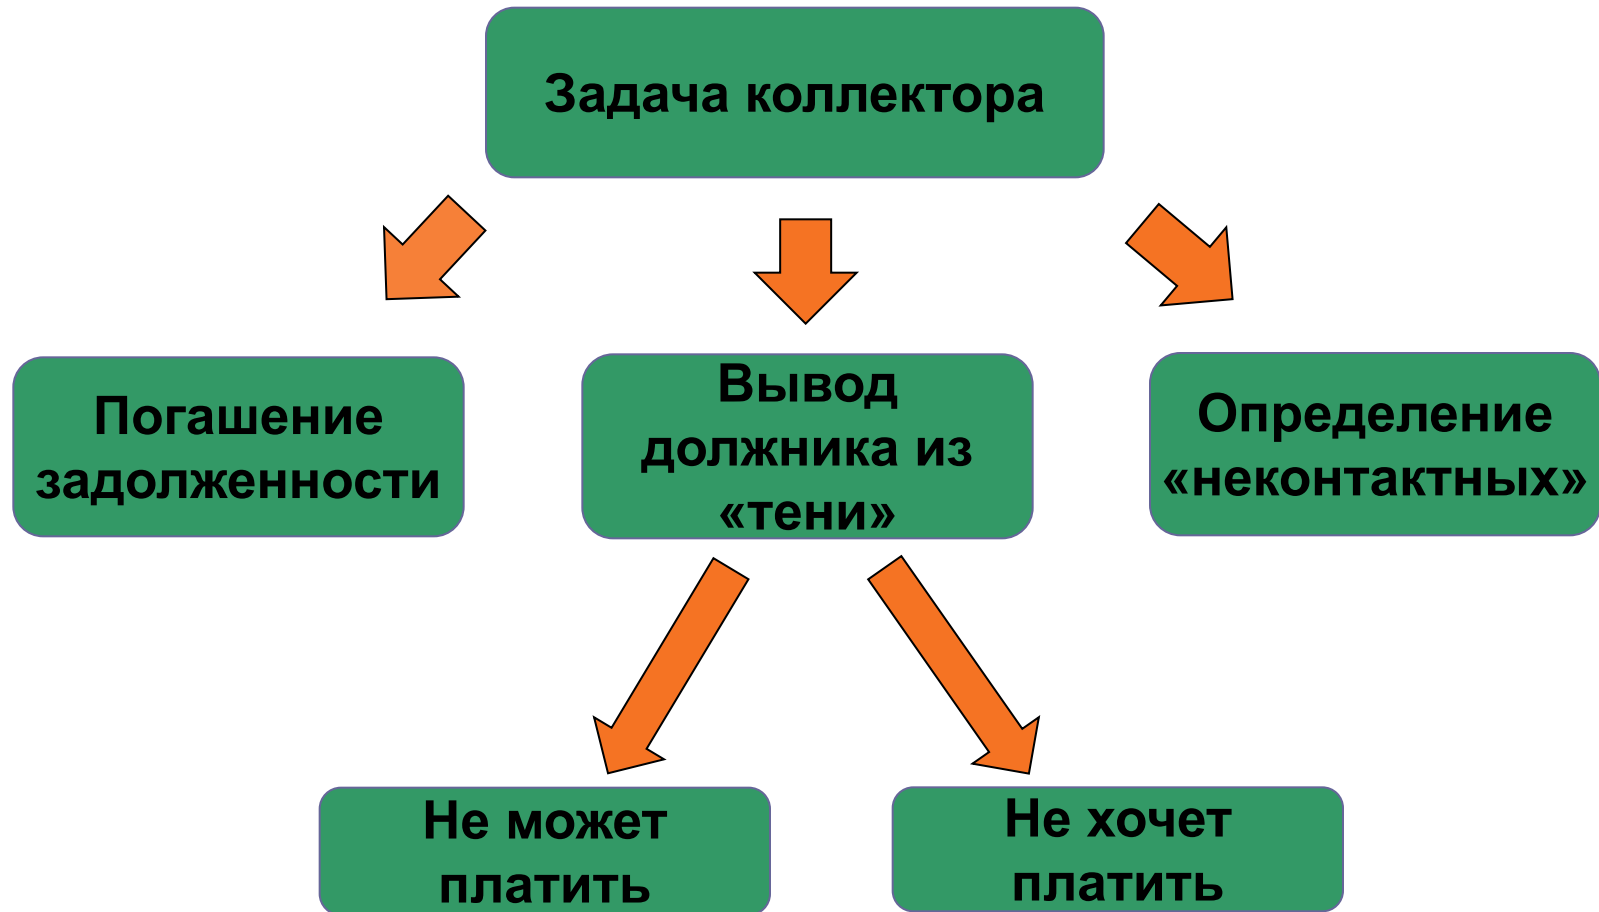 Задача коллектора
Погашение
задолженности
Вывод
должника из
«тени»
Определение
«неконтактных»
Не может
платить
Не хочет
платить